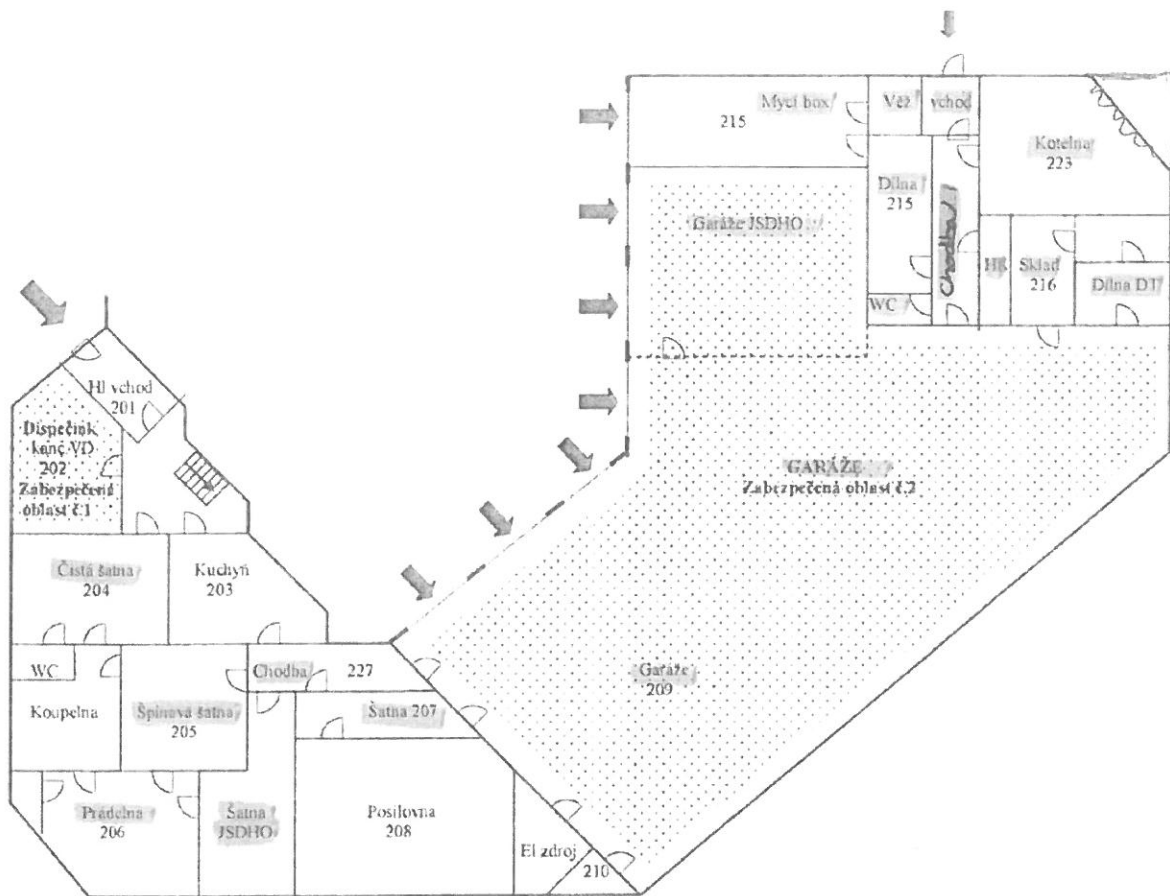 Mycí box
215
Věž
vchod
Kotelna
223
Dílna
215
Garáže JSDHO
Chodba
HŠ
Sklad
216
Dílna DT
WC
Hl vchod
201
Dispečink
kanc VD
202
Zabezpečená
oblast č.1
GARÁŽE
Zabezpečená oblast č.2
Čistá šatna
204
Kuchyň
203
WC
Chodba
227
Garáže
209
Koupelna
Špinavá šatna
205
Šatna 207
Prádelna
206
Šatna
JSDHO
Posilovna
208
El zdroj
210